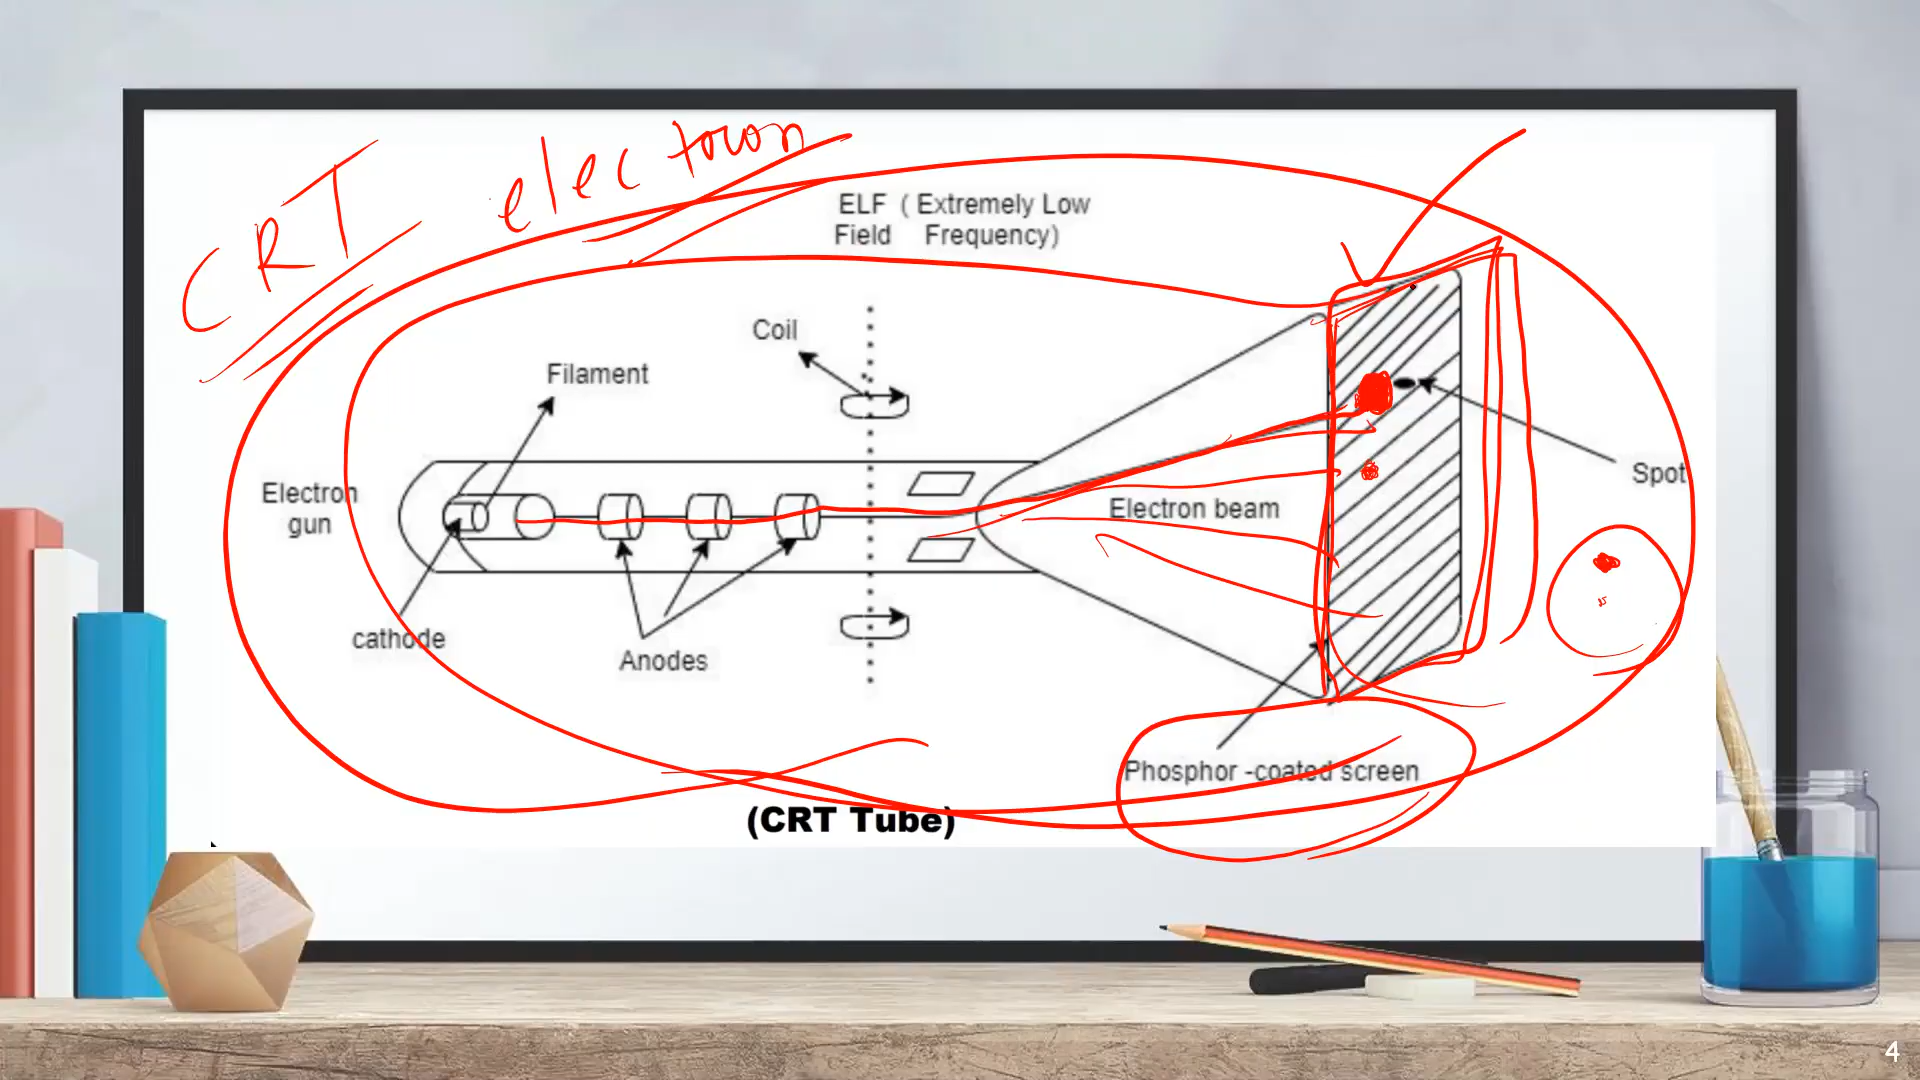 CRT electron
ELF ( Extremely Low
Field Frequency)
Coil
Filament
Electron
gun
Spot
Electron beam
cathode
Anodes
Phosphor -coated screen
(CRT Tube)
4